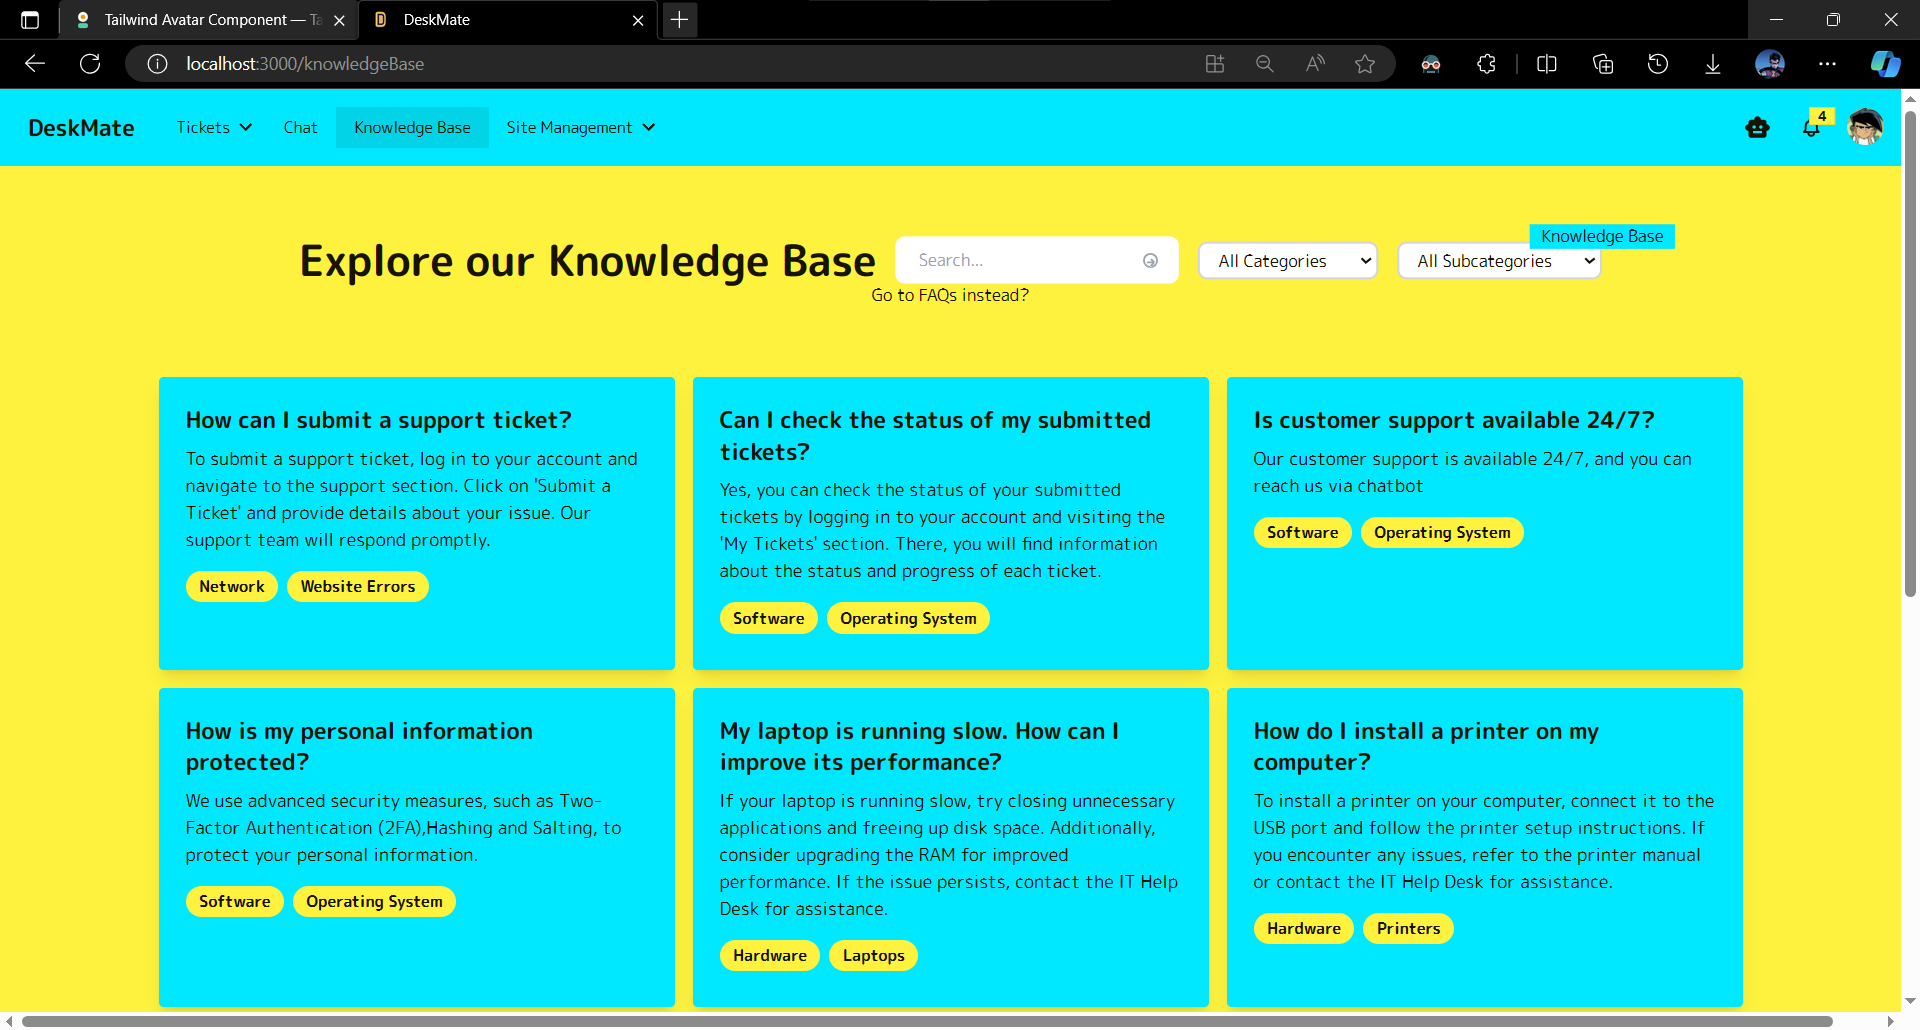 Tailwind Avatar Component — Ta
DeskMate
localhost:3000/knowledgeBase
DeskMate
Tickets
Chat
Knowledge Base
Site Management
4
Explore our Knowledge Base
Search...
All Categories
All Subcategories
Knowledge Base
Go to FAQs instead?
How can I submit a support ticket?
To submit a support ticket, log in to your account and
navigate to the support section. Click on 'Submit a
Ticket' and provide details about your issue. Our
support team will respond promptly.
Network
Website Errors
Can I check the status of my submitted
tickets?
Yes, you can check the status of your submitted
tickets by logging in to your account and visiting the
'My Tickets' section. There, you will find information
about the status and progress of each ticket.
Software
Operating System
Is customer support available 24/7?
Our customer support is available 24/7, and you can
reach us via chatbot
Software
Operating System
How is my personal information
protected?
We use advanced security measures, such as Two-
Factor Authentication (2FA),Hashing and Salting, to
protect your personal information.
Software
Operating System
My laptop is running slow. How can I
improve its performance?
If your laptop is running slow, try closing unnecessary
applications and freeing up disk space. Additionally,
consider upgrading the RAM for improved
performance. If the issue persists, contact the IT Help
Desk for assistance.
Hardware
Laptops
How do I install a printer on my
computer?
To install a printer on your computer, connect it to the
USB port and follow the printer setup instructions. If
you encounter any issues, refer to the printer manual
or contact the IT Help Desk for assistance.
Hardware
Printers